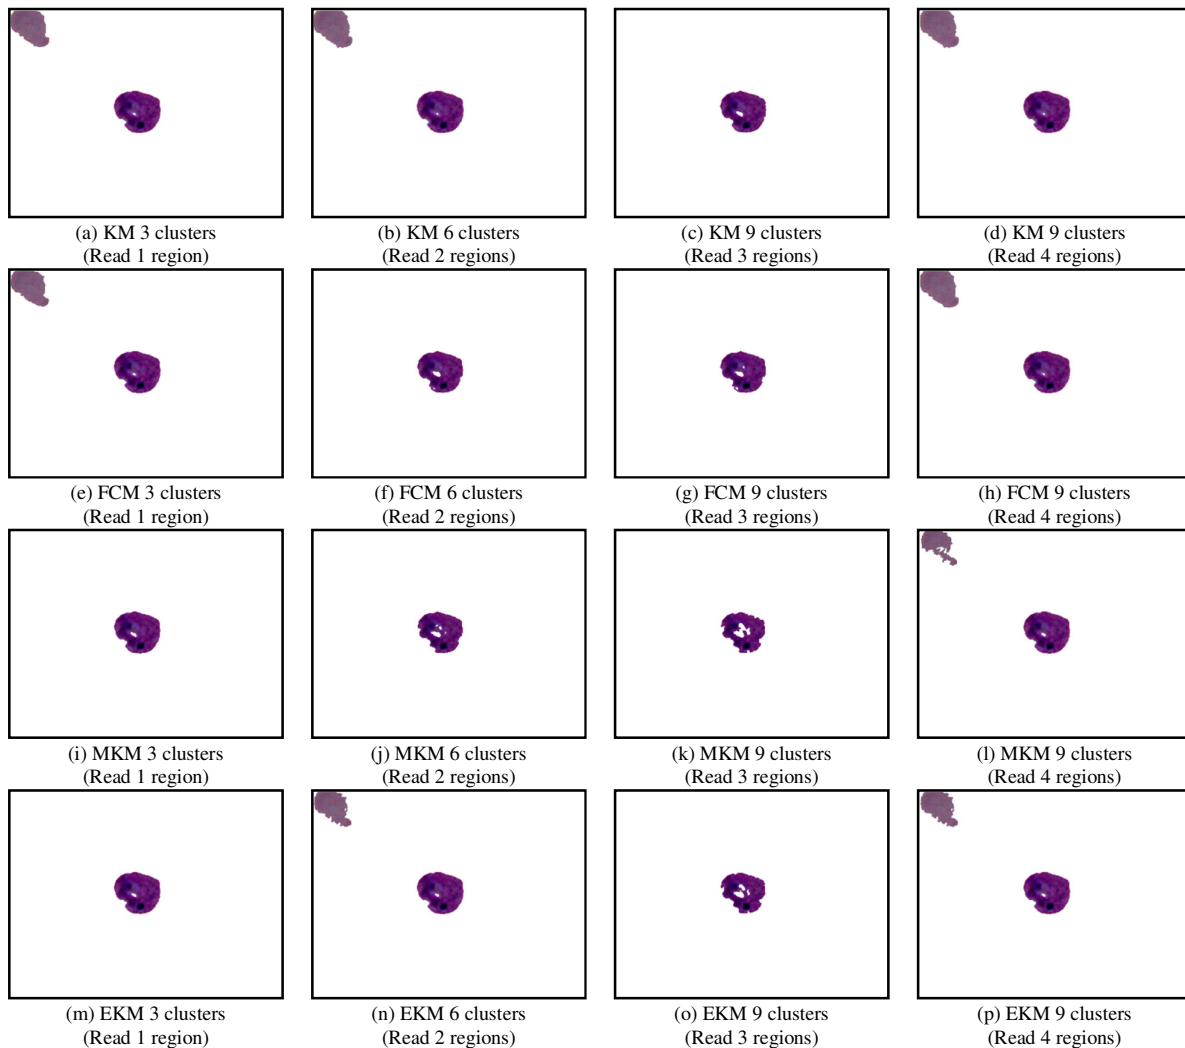 (a) KM 3 clusters
(Read 1 region)
(b) KM 6 clusters
(Read 2 regions)
(c) KM 9 clusters
(Read 3 regions)
(d) KM 9 clusters
(Read 4 regions)
(e) FCM 3 clusters
(Read 1 region)
(f) FCM 6 clusters
(Read 2 regions)
(g) FCM 9 clusters
(Read 3 regions)
(h) FCM 9 clusters
(Read 4 regions)
(i) MKM 3 clusters
(Read 1 region)
(j) MKM 6 clusters
(Read 2 regions)
(k) MKM 9 clusters
(Read 3 regions)
(l) MKM 9 clusters
(Read 4 regions)
(m) EKM 3 clusters
(Read 1 region)
(n) EKM 6 clusters
(Read 2 regions)
(o) EKM 9 clusters
(Read 3 regions)
(p) EKM 9 clusters
(Read 4 regions)